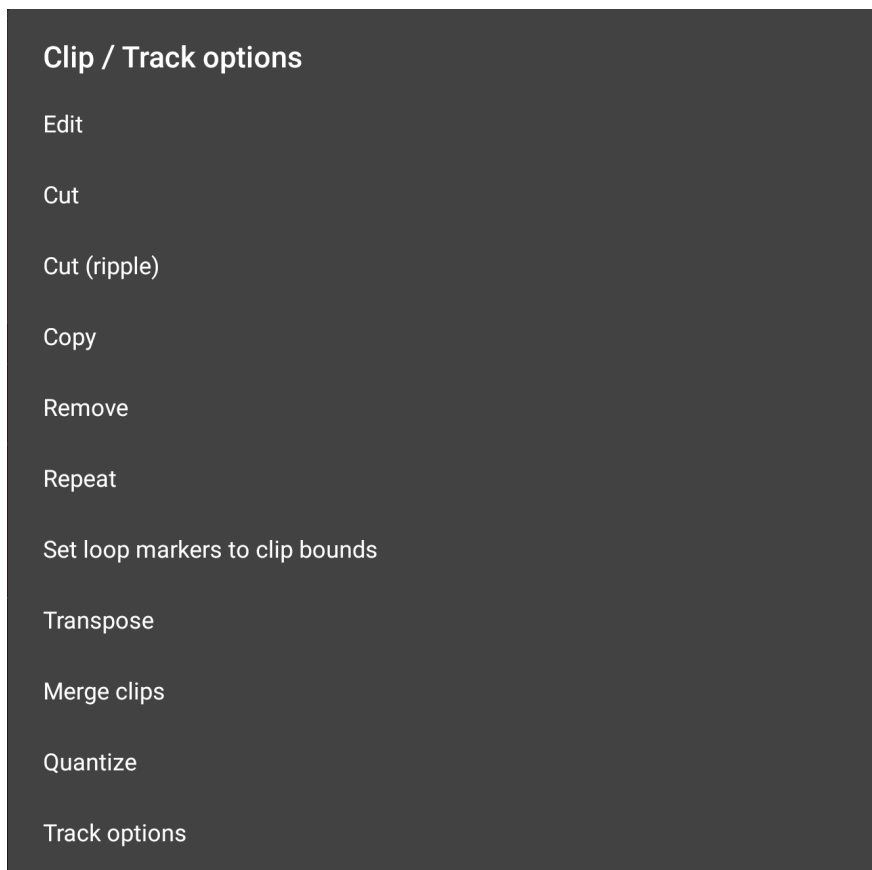 Clip / Track options
Edit
Cut
Cut (ripple)
Copy
Remove
Repeat
Set loop markers to clip bounds
Transpose
Merge clips
Quantize
Track options